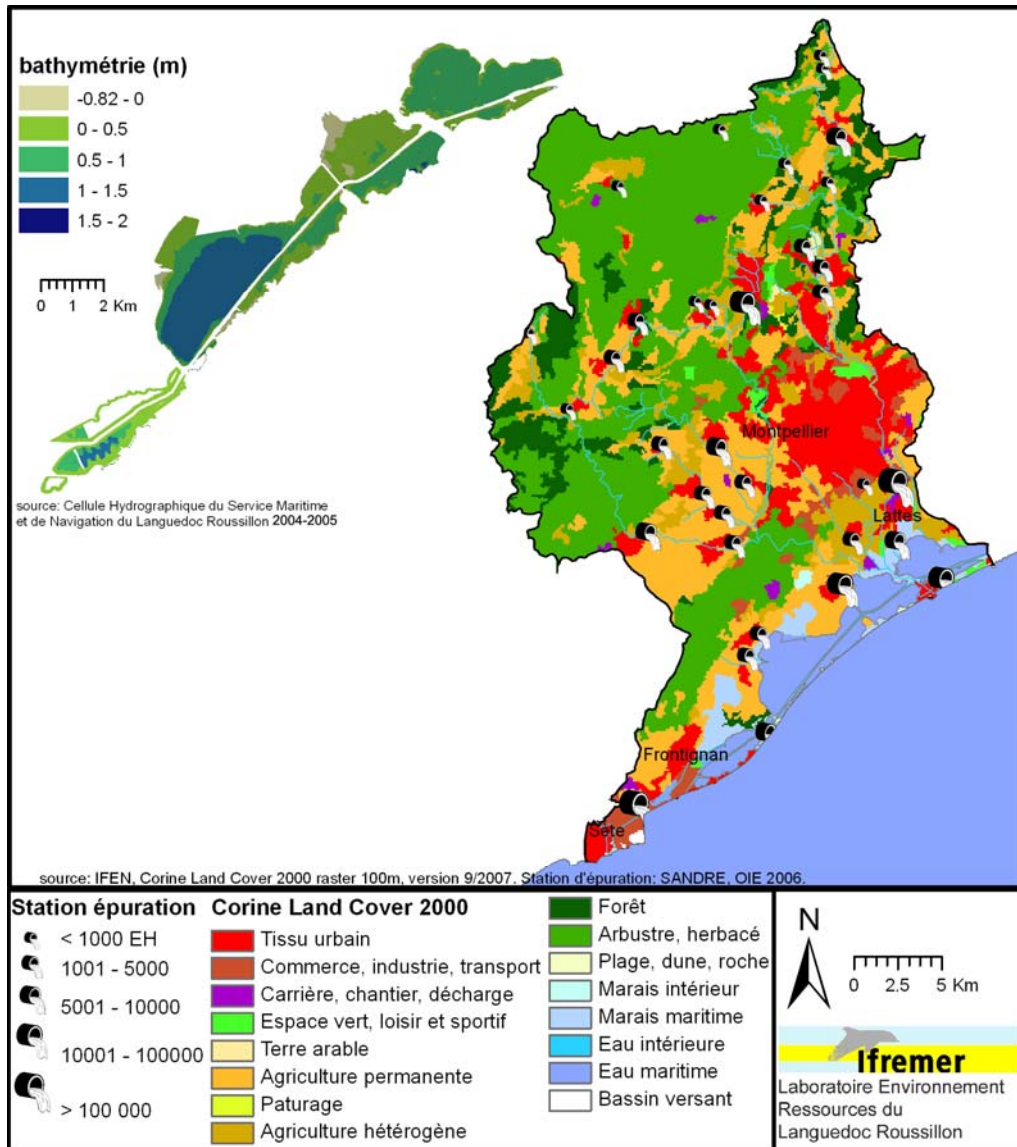 bathymétrie (m)
-0.82 - 0
0 - 0.5
0.5 - 1
1 - 1.5
1.5 - 2
0 1 2 Km
source: Cellule Hydrographique du Service Maritime
et de Navigation du Languedoc Roussillon 2004-2005
Montpellier
Lattes
Frontignan
Sète
source: IFEN, Corine Land Cover 2000 raster 100m, version 9/2007. Station d'épuration: SANDRE, OIE 2006.
Station épuration
< 1000 EH
1001 - 5000
5001 - 10000
10001 - 100000
> 100 000
Corine Land Cover 2000
Tissu urbain
Commerce, industrie, transport
Carrière, chantier, décharge
Espace vert, loisir et sportif
Terre arable
Agriculture permanente
Paturage
Agriculture hétérogène
Forêt
Arbustre, herbacé
Plage, dune, roche
Marais intérieur
Marais maritime
Eau intérieure
Eau maritime
Bassin versant
N
0 2.5 5 Km
Ifremer
Laboratoire Environnement
Ressources du
Languedoc Roussillon